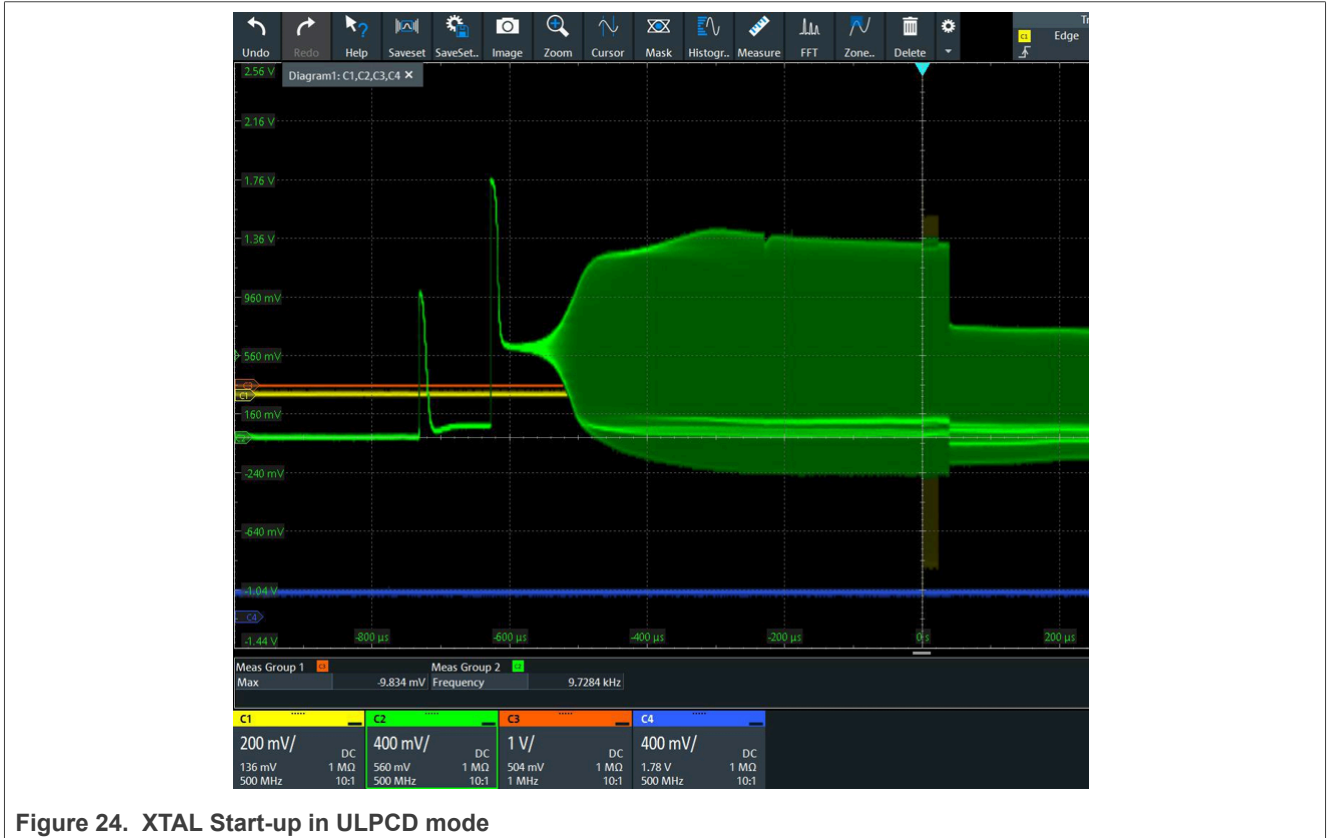 Undo Redo Help Saveset SaveSet.. Image Zoom Cursor Mask Histogr.. Measure FFT Zone.. Delete
C1 Edge
Diagram1: C1,C2,C3,C4 ×
2.56 V
2.16 V
1.76 V
1.36 V
960 mV
560 mV
C3
C1
160 mV
-240 mV
-640 mV
-1.04 V
C4
-1.44 V
-800 µs -600 µs -400 µs -200 µs 0 s 200 µs
Meas Group 1 C3 Meas Group 2 C2
Max -9.834 mV Frequency 9.7284 kHz
C1 C2 C3 C4
200 mV/ 400 mV/ 1 V/ 400 mV/
DC DC DC DC
136 mV 1 MΩ 560 mV 1 MΩ 504 mV 1 MΩ 1.78 V 1 MΩ
500 MHz 10:1 500 MHz 10:1 1 MHz 10:1 500 MHz 10:1
Figure 24. XTAL Start-up in ULPCD mode